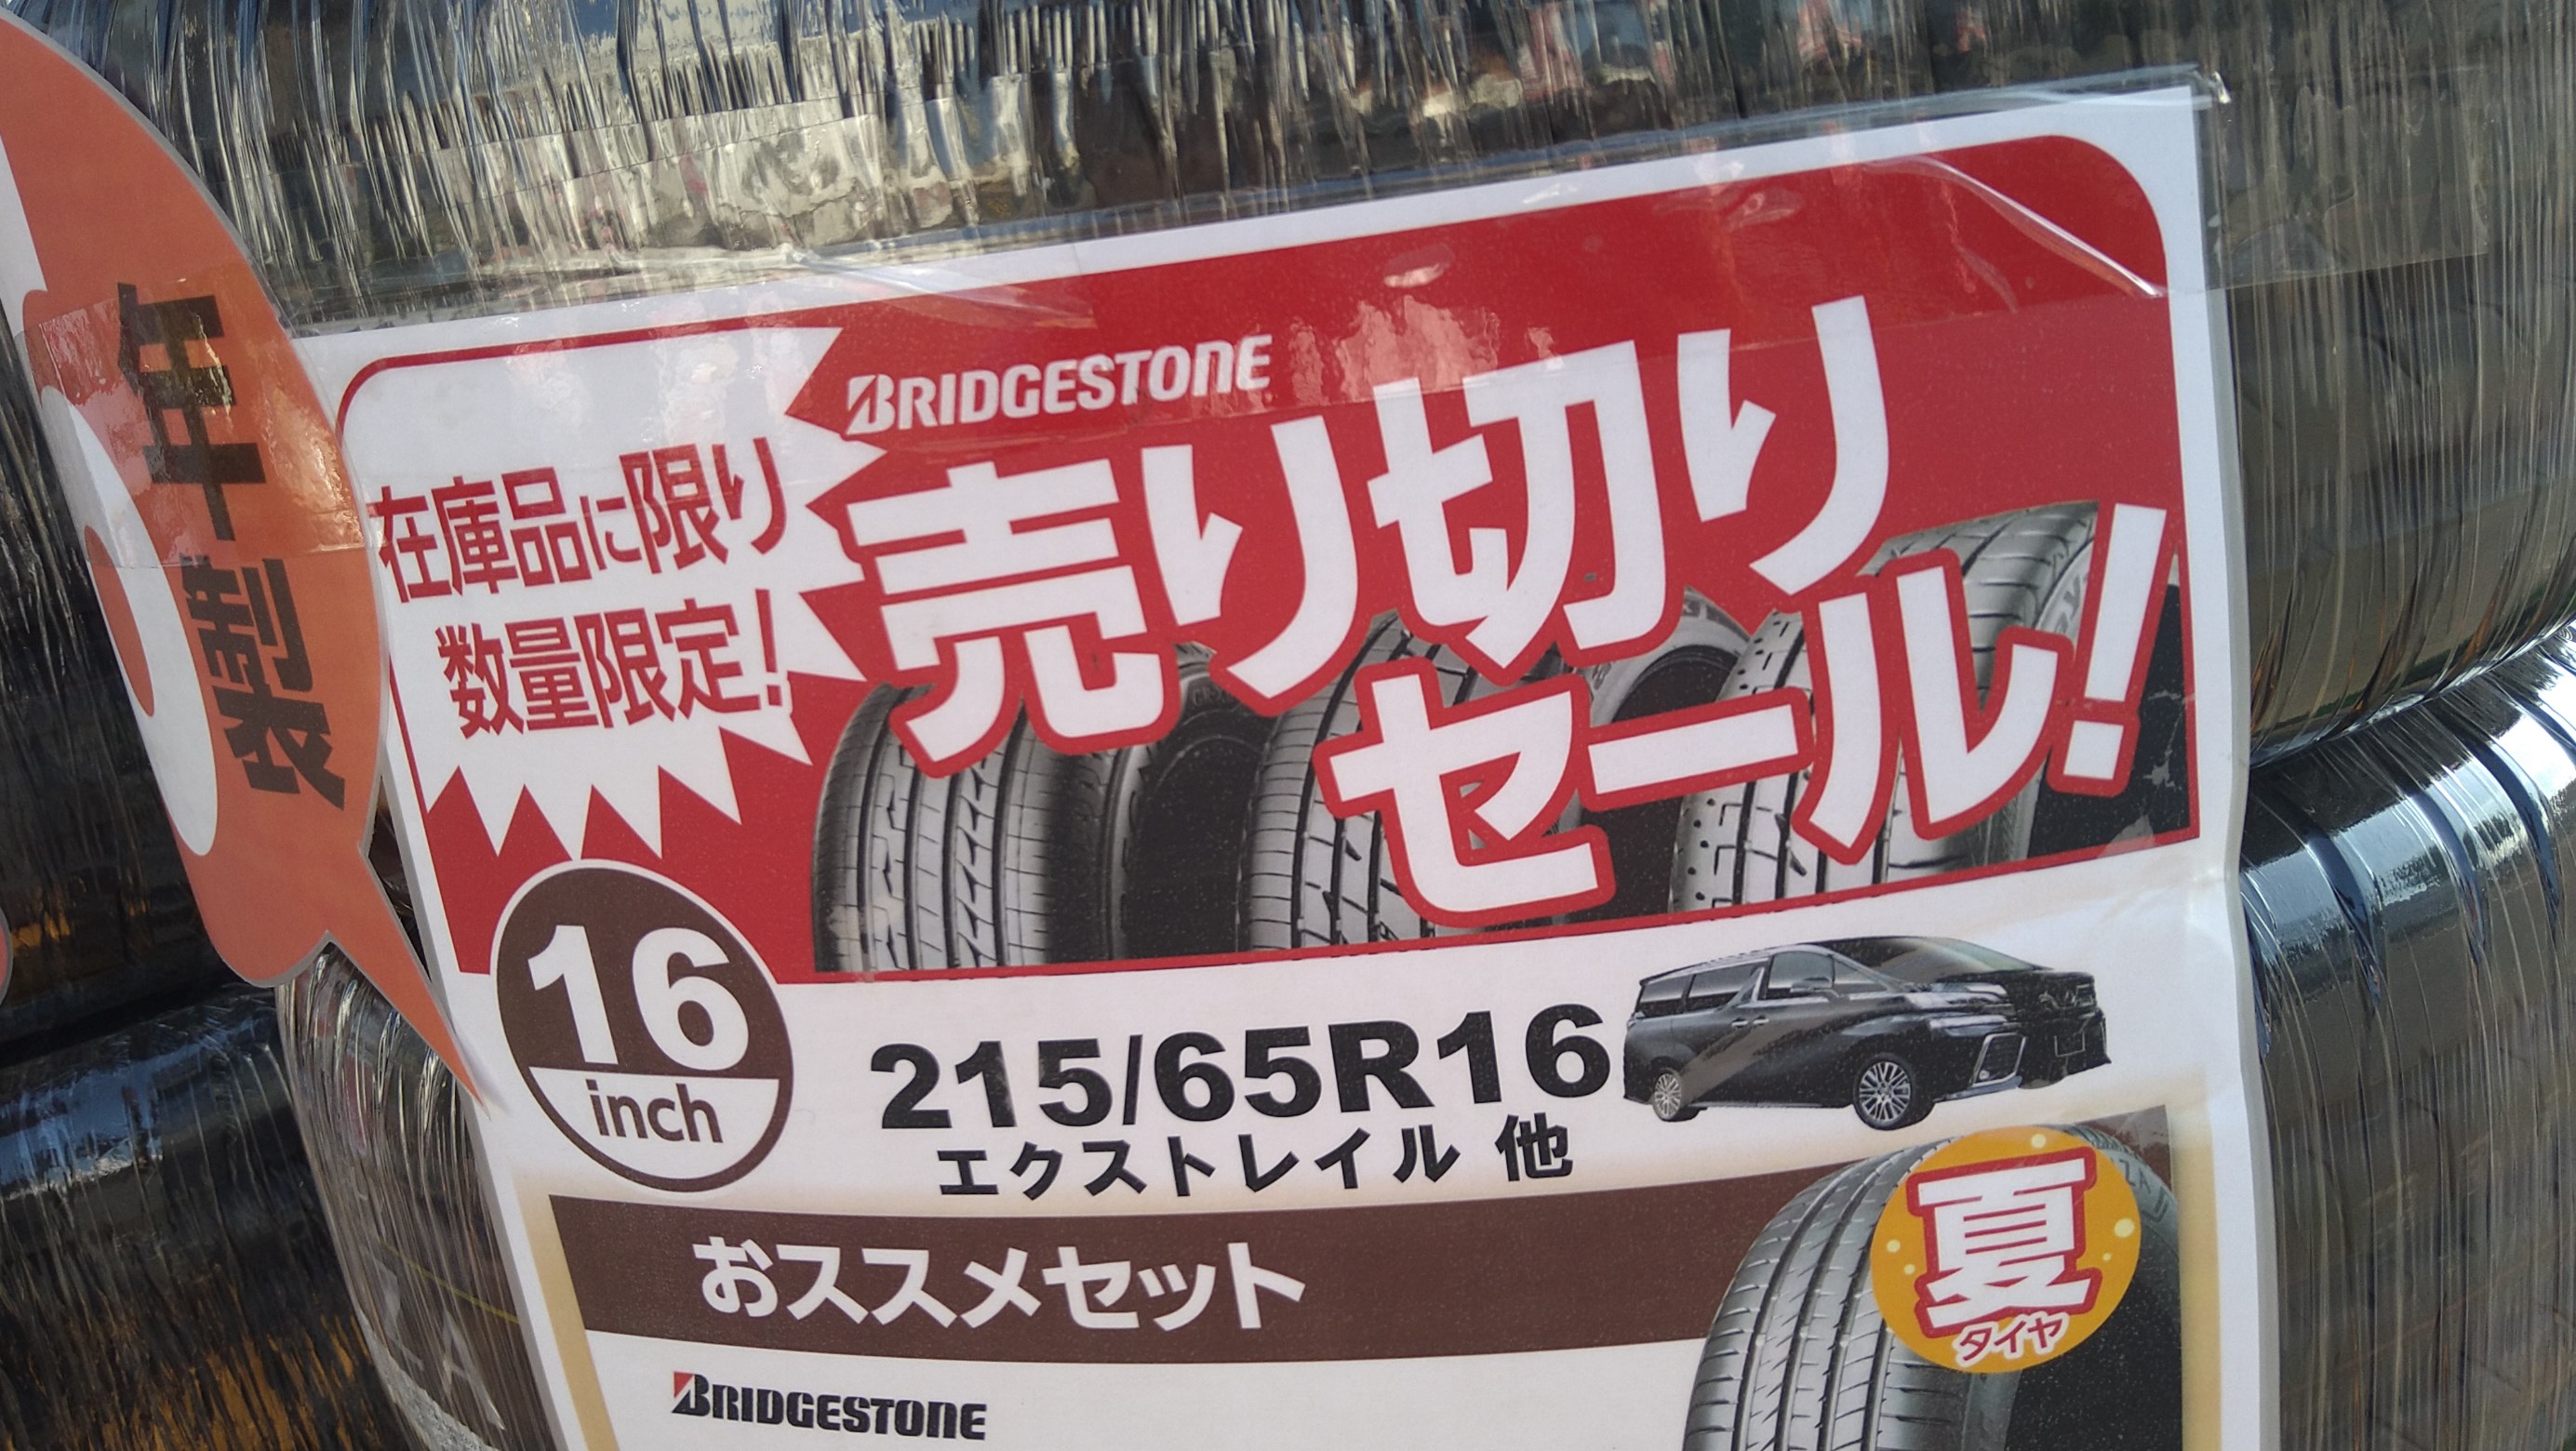 年製
在庫品に限り
数量限定!
BRIDGESTONE
売り切り
セール!
16
inch
215/65R16
エクストレイル 他
おススメセット
夏
タイヤ
BRIDGESTONE